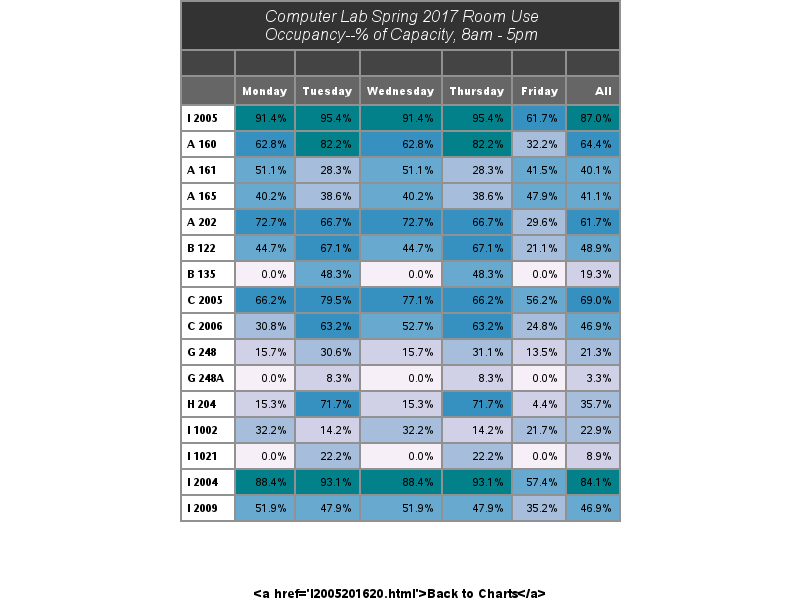 Computer Lab Spring 2017 Room Use
Occupancy--% of Capacity, 8am - 5pm
Monday Tuesday Wednesday Thursday Friday All
I 2005 91.4% 95.4% 91.4% 95.4% 61.7% 87.0%
A 160 62.8% 82.2% 62.8% 82.2% 32.2% 64.4%
A 161 51.1% 28.3% 51.1% 28.3% 41.5% 40.1%
A 165 40.2% 38.6% 40.2% 38.6% 47.9% 41.1%
A 202 72.7% 66.7% 72.7% 66.7% 29.6% 61.7%
B 122 44.7% 67.1% 44.7% 67.1% 21.1% 48.9%
B 135 0.0% 48.3% 0.0% 48.3% 0.0% 19.3%
C 2005 66.2% 79.5% 77.1% 66.2% 56.2% 69.0%
C 2006 30.8% 63.2% 52.7% 63.2% 24.8% 46.9%
G 248 15.7% 30.6% 15.7% 31.1% 13.5% 21.3%
G 248A 0.0% 8.3% 0.0% 8.3% 0.0% 3.3%
H 204 15.3% 71.7% 15.3% 71.7% 4.4% 35.7%
I 1002 32.2% 14.2% 32.2% 14.2% 21.7% 22.9%
I 1021 0.0% 22.2% 0.0% 22.2% 0.0% 8.9%
I 2004 88.4% 93.1% 88.4% 93.1% 57.4% 84.1%
I 2009 51.9% 47.9% 51.9% 47.9% 35.2% 46.9%
<a href='I2005201620.html'>Back to Charts</a>